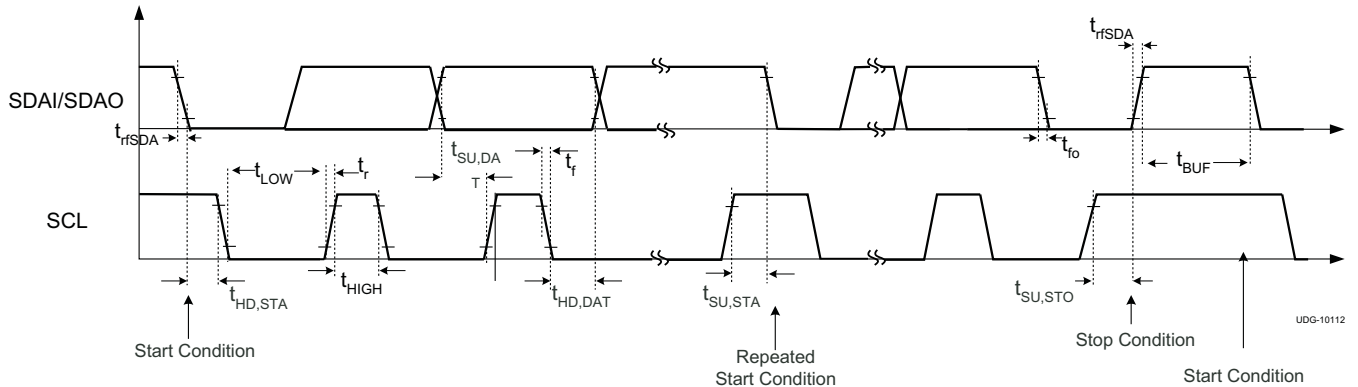 t_rfSDA
SDAI/SDAO
t_rfSDA
t_LOW
t_r
t_SU,DA
T
t_f
t_fo
t_BUF
SCL
t_HD,STA
t_HIGH
t_HD,DAT
t_SU,STA
t_SU,STO
UDG-10112
Start Condition
Repeated
Start Condition
Stop Condition
Start Condition